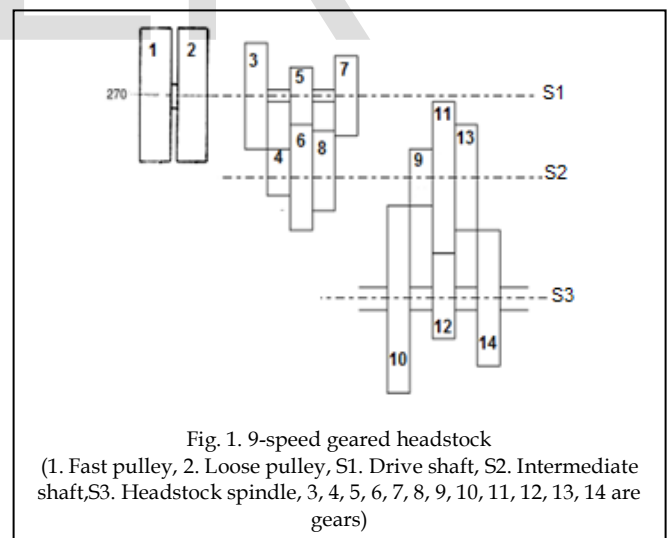 1 2 3 5 7
270 S1
11
6 13
4 8 9
S2
S3
12
10 14
Fig. 1. 9-speed geared headstock
(1. Fast pulley, 2. Loose pulley, S1. Drive shaft, S2. Intermediate
shaft,S3. Headstock spindle, 3, 4, 5, 6, 7, 8, 9, 10, 11, 12, 13, 14 are
gears)